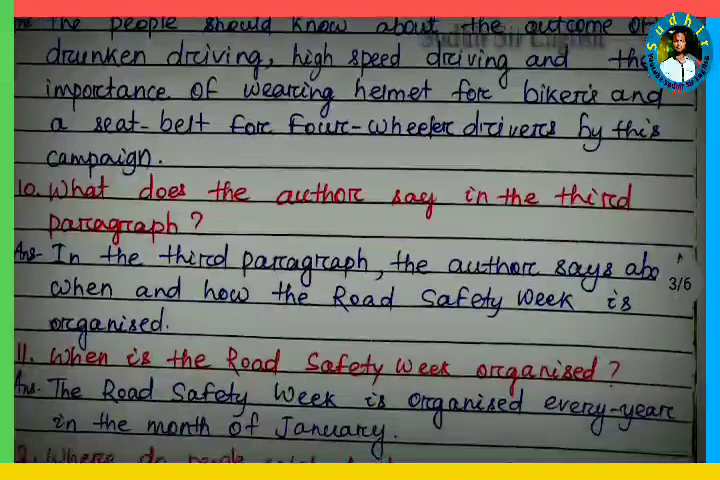 the people should know about the outcome of
drunken driving, high speed driving and the
importance of wearing helmet for bikers and
a seat-belt for four-wheeler drivers by this
campaign.
10. What does the author say in the third
paragraph?
Ans- In the third paragraph, the author says abo
when and how the Road Safety Week is
3/6
organised.
11. When is the Road Safety Week organised?
Ans. The Road Safety Week is organised every-year
in the month of January.
Where do people
Sudhir